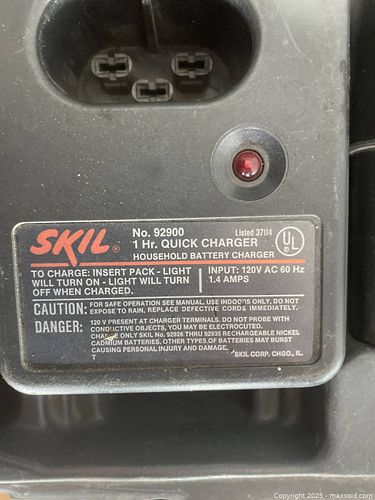 SKIL®
No. 92900
Listed 37U4
1 Hr. QUICK CHARGER
HOUSEHOLD BATTERY CHARGER
UL
TO CHARGE: INSERT PACK - LIGHT
WILL TURN ON - LIGHT WILL TURN
OFF WHEN CHARGED.
INPUT: 120V AC 60 Hz
1.4 AMPS
CAUTION: FOR SAFE OPERATION SEE MANUAL. USE INDOORS ONLY, DO NOT
EXPOSE TO RAIN, REPLACE DEFECTIVE CORDS IMMEDIATELY.
DANGER: 120 V PRESENT AT CHARGER TERMINALS. DO NOT PROBE WITH
CONDUCTIVE OBJECTS, YOU MAY BE ELECTROCUTED.
CHARGE ONLY SKIL No. 92926 THRU 92935 RECHARGEABLE NICKEL
CADMIUM BATTERIES, OTHER TYPES OF BATTERIES MAY BURST
CAUSING PERSONAL INJURY AND DAMAGE.
T
SKIL CORP. CHGO., IL.
Copyright 2025 - maxsold.com